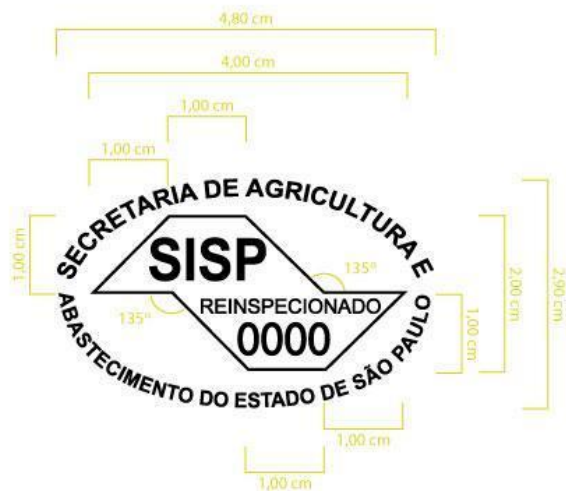 4,80 cm
4,00 cm
1,00 cm
1,00 cm
SECRETARIA DE AGRICULTURA E
1,00 cm
SISP
135º
135º
REINSPECIONADO
0000
ABASTECIMENTO DO ESTADO DE SÃO PAULO
1,00 cm
2,00 cm
2,90 cm
1,00 cm
1,00 cm